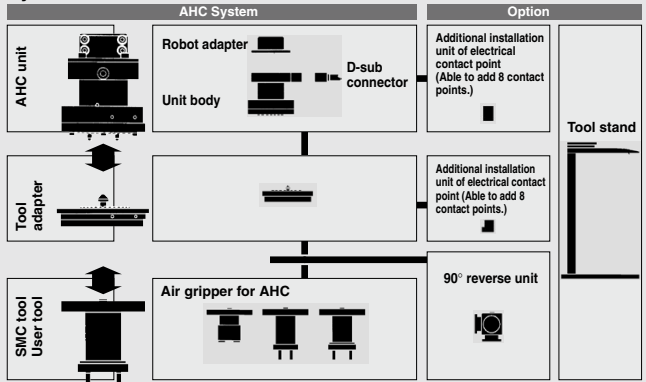 AHC System
Option
AHC unit
Robot adapter
D-sub
connector
Unit body
Additional installation
unit of electrical
contact point
(Able to add 8 contact
points.)
Tool stand
Tool
adapter
Additional installation
unit of electrical contact
point (Able to add 8
contact points.)
SMC tool
User tool
Air gripper for AHC
90° reverse unit